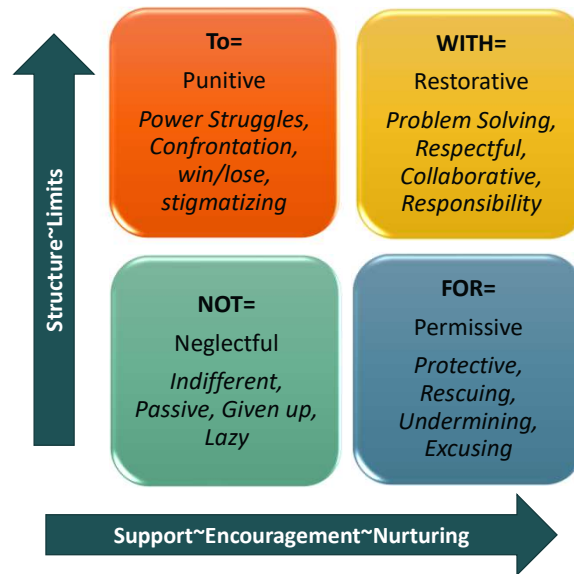 Structure~Limits
To=
Punitive
Power Struggles,
Confrontation,
win/lose,
stigmatizing
WITH=
Restorative
Problem Solving,
Respectful,
Collaborative,
Responsibility
NOT=
Neglectful
Indifferent,
Passive, Given up,
Lazy
FOR=
Permissive
Protective,
Rescuing,
Undermining,
Excusing
Support~Encouragement~Nurturing